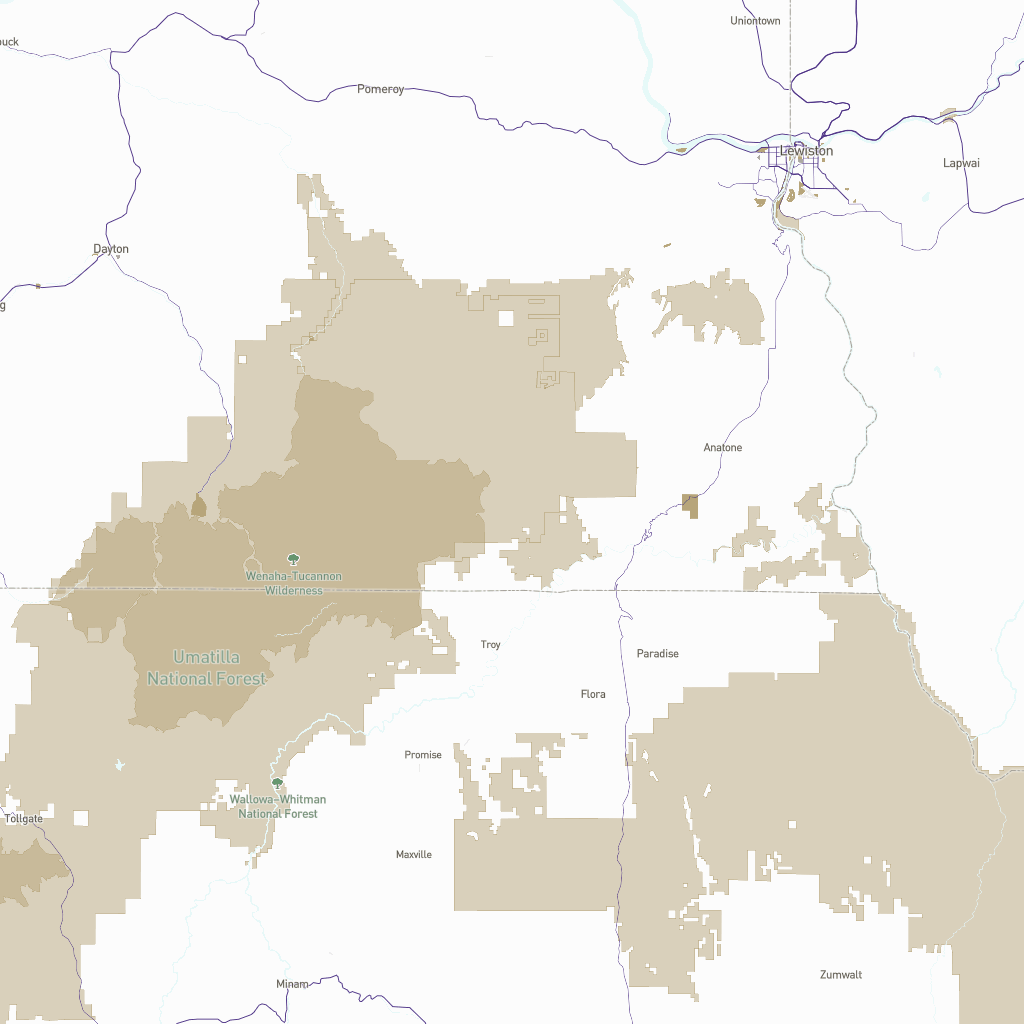 Uniontown
Pomeroy
Lewiston
Lapwai
Dayton
Anatone
Wenaha-Tucannon
Wilderness
Troy
Paradise
Umatilla
National Forest
Flora
Promise
Wallowa-Whitman
National Forest
Tollgate
Maxville
Zumwalt
Minam